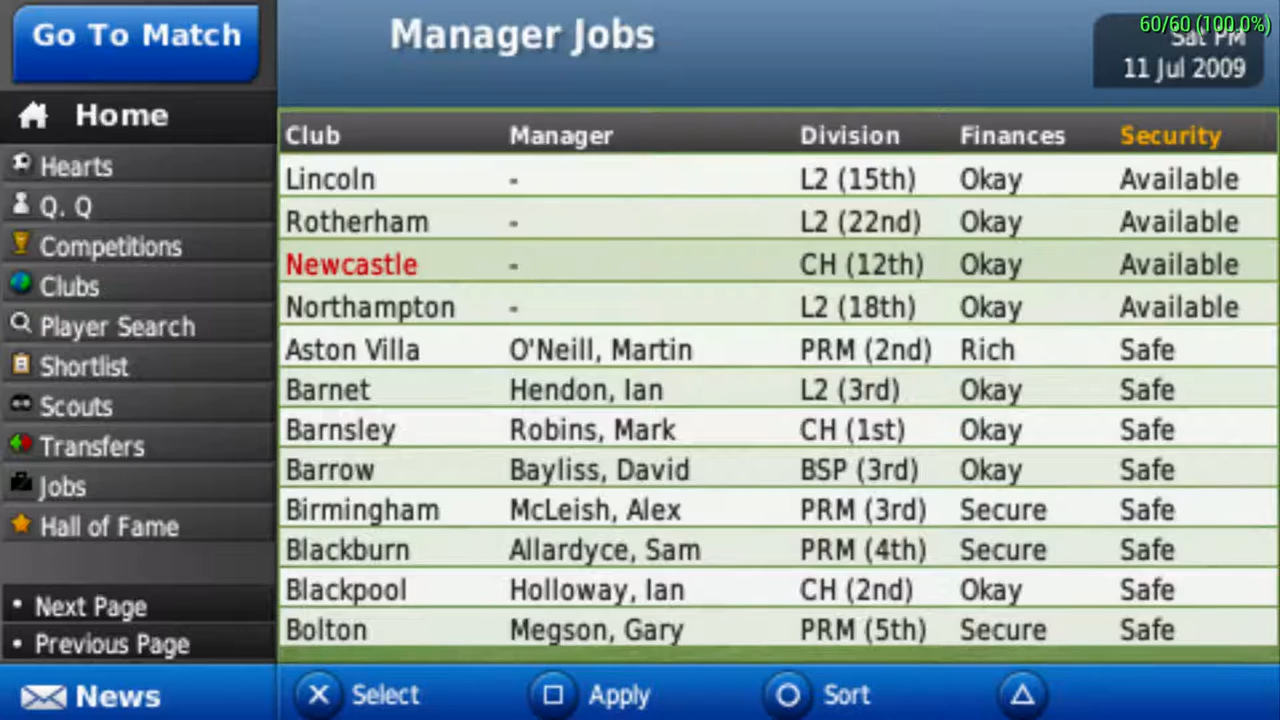 Go To Match
Manager Jobs
60/60 (100.0%)
Sat PM
11 Jul 2009
Home
Hearts
Q. Q
Competitions
Clubs
Player Search
Shortlist
Scouts
Transfers
Jobs
Hall of Fame
• Next Page
• Previous Page
News
Club Manager Division Finances Security
Lincoln - L2 (15th) Okay Available
Rotherham - L2 (22nd) Okay Available
Newcastle - CH (12th) Okay Available
Northampton - L2 (18th) Okay Available
Aston Villa O'Neill, Martin PRM (2nd) Rich Safe
Barnet Hendon, Ian L2 (3rd) Okay Safe
Barnsley Robins, Mark CH (1st) Okay Safe
Barrow Bayliss, David BSP (3rd) Okay Safe
Birmingham McLeish, Alex PRM (3rd) Secure Safe
Blackburn Allardyce, Sam PRM (4th) Secure Safe
Blackpool Holloway, Ian CH (2nd) Okay Safe
Bolton Megson, Gary PRM (5th) Secure Safe
Select Apply Sort